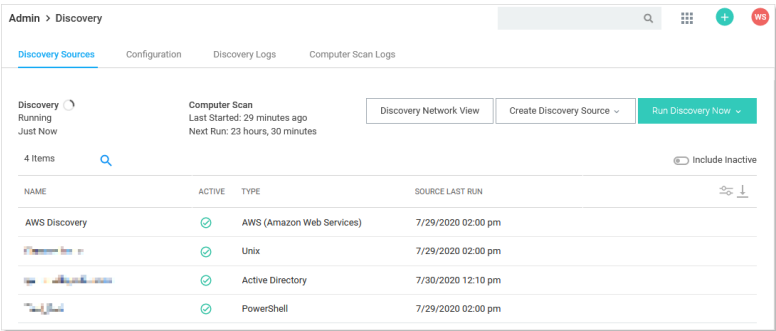 Admin > Discovery
WS
Discovery Sources Configuration Discovery Logs Computer Scan Logs
Discovery
Running
Just Now
Computer Scan
Last Started: 29 minutes ago
Next Run: 23 hours, 30 minutes
Discovery Network View
Create Discovery Source
Run Discovery Now
4 Items
Include Inactive
NAME ACTIVE TYPE SOURCE LAST RUN
AWS Discovery AWS (Amazon Web Services) 7/29/2020 02:00 pm
Unix 7/29/2020 02:00 pm
Active Directory 7/30/2020 12:10 pm
PowerShell 7/29/2020 02:00 pm